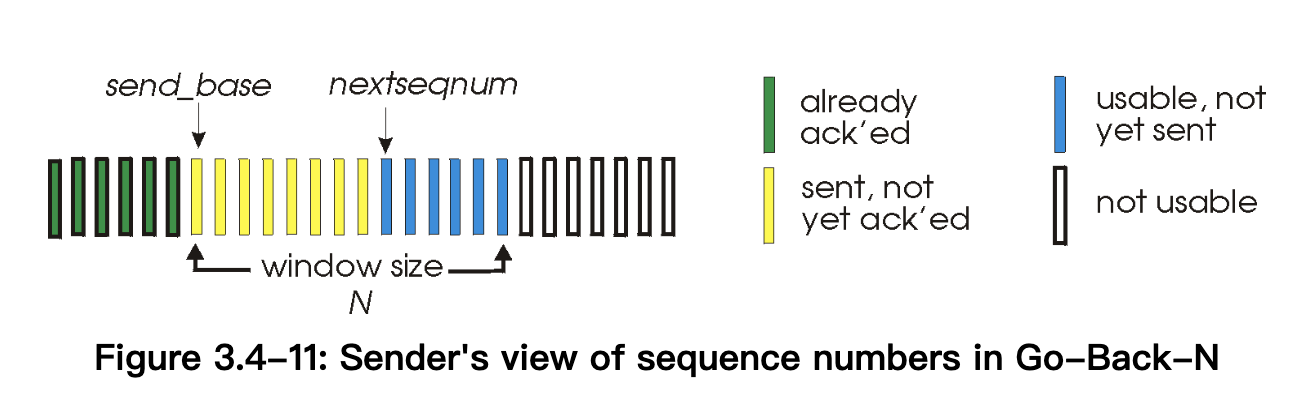 send_base
nextseqnum
window size
N
already
ack'ed
sent, not
yet ack'ed
usable, not
yet sent
not usable
Figure 3.4–11: Sender's view of sequence numbers in Go–Back–N